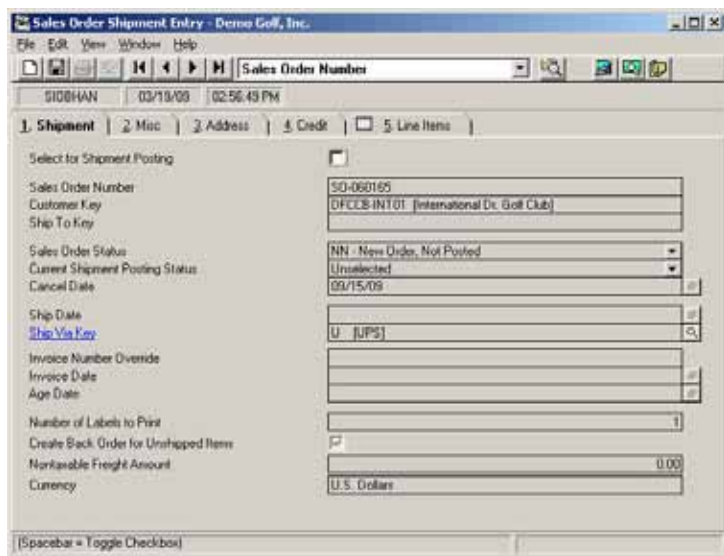 Sales Order Shipment Entry - Demo Golf, Inc.
File Edit View Window Help
Sales Order Number
SIOBHAN 03/19/09 02:56:49 PM
1. Shipment 2. Misc 3. Address 4. Credit 5. Line Items
Select for Shipment Posting
Sales Order Number SO-060165
Customer Key DFCCB-INT01 [International Dr. Golf Club]
Ship To Key
Sales Order Status NN - New Order, Not Posted
Current Shipment Posting Status Unselected
Cancel Date 09/15/09
Ship Date
Ship Via Key U [UPS]
Invoice Number Override
Invoice Date
Age Date
Number of Labels to Print 1
Create Back Order for Unshipped Items
Nontaxable Freight Amount 0.00
Currency U.S. Dollars
(Spacebar = Toggle Checkbox)